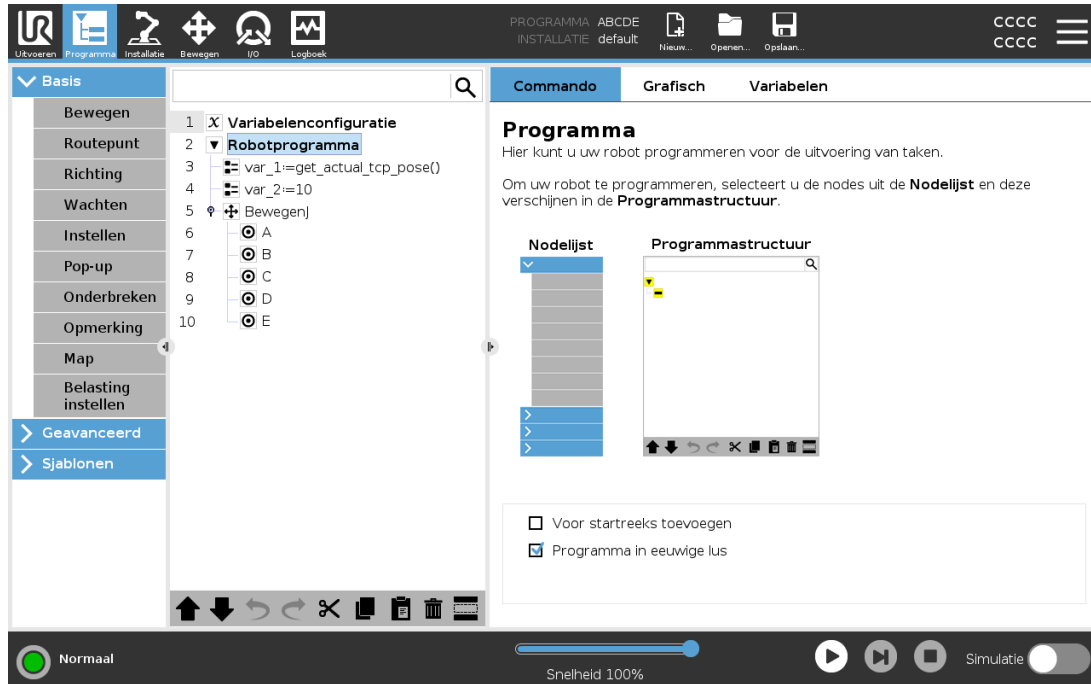 UR
PROGRAMMA ABCDE
INSTALLATIE default
CCCC
CCCC
Uitvoeren
Programma
Installatie
Bewegen
I/O
Logboek
Nieuw...
Openen...
Opslaan...
Basis
Bewegen
Routepunt
Richting
Wachten
Instellen
Pop-up
Onderbreken
Opmerking
Map
Belasting
instellen
Geavanceerd
Sjablonen
1 X Variabelenconfiguratie
2 Robotprogramma
3 var_1:=get_actual_tcp_pose()
4 var_2:=10
5 BewegenJ
6 A
7 B
8 C
9 D
10 E
Commando
Grafisch
Variabelen
Programma
Hier kunt u uw robot programmeren voor de uitvoering van taken.
Om uw robot te programmeren, selecteert u de nodes uit de Nodelijst en deze
verschijnen in de Programmastructuur.
Nodelijst
Programmastructuur
Voor startreeks toevoegen
Programma in eeuwige lus
Normaal
Snelheid 100%
Simulatie